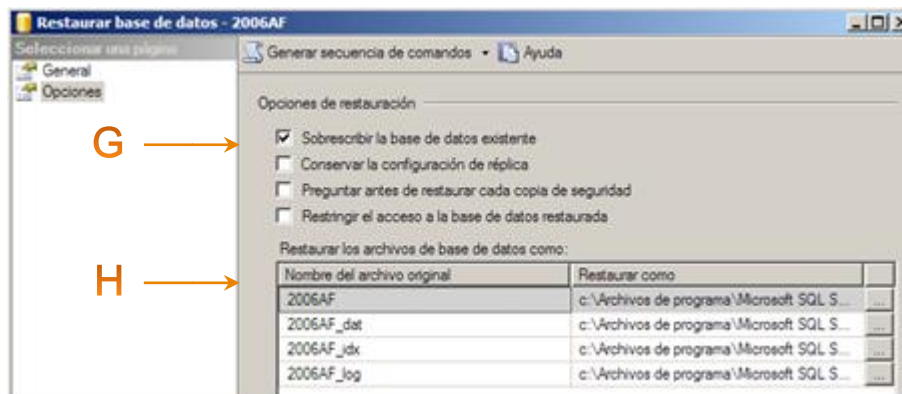 Restaurar base de datos - 2006AF
Seleccionar una página
General
Opciones
Generar secuencia de comandos
Ayuda
Opciones de restauración
G
Sobrescribir la base de datos existente
Conservar la configuración de réplica
Preguntar antes de restaurar cada copia de seguridad
Restringir el acceso a la base de datos restaurada
Restaurar los archivos de base de datos como:
H
Nombre del archivo original Restaurar como
2006AF c:\Archivos de programa\Microsoft SQL S... ...
2006AF_dat c:\Archivos de programa\Microsoft SQL S... ...
2006AF_idx c:\Archivos de programa\Microsoft SQL S... ...
2006AF_log c:\Archivos de programa\Microsoft SQL S... ...